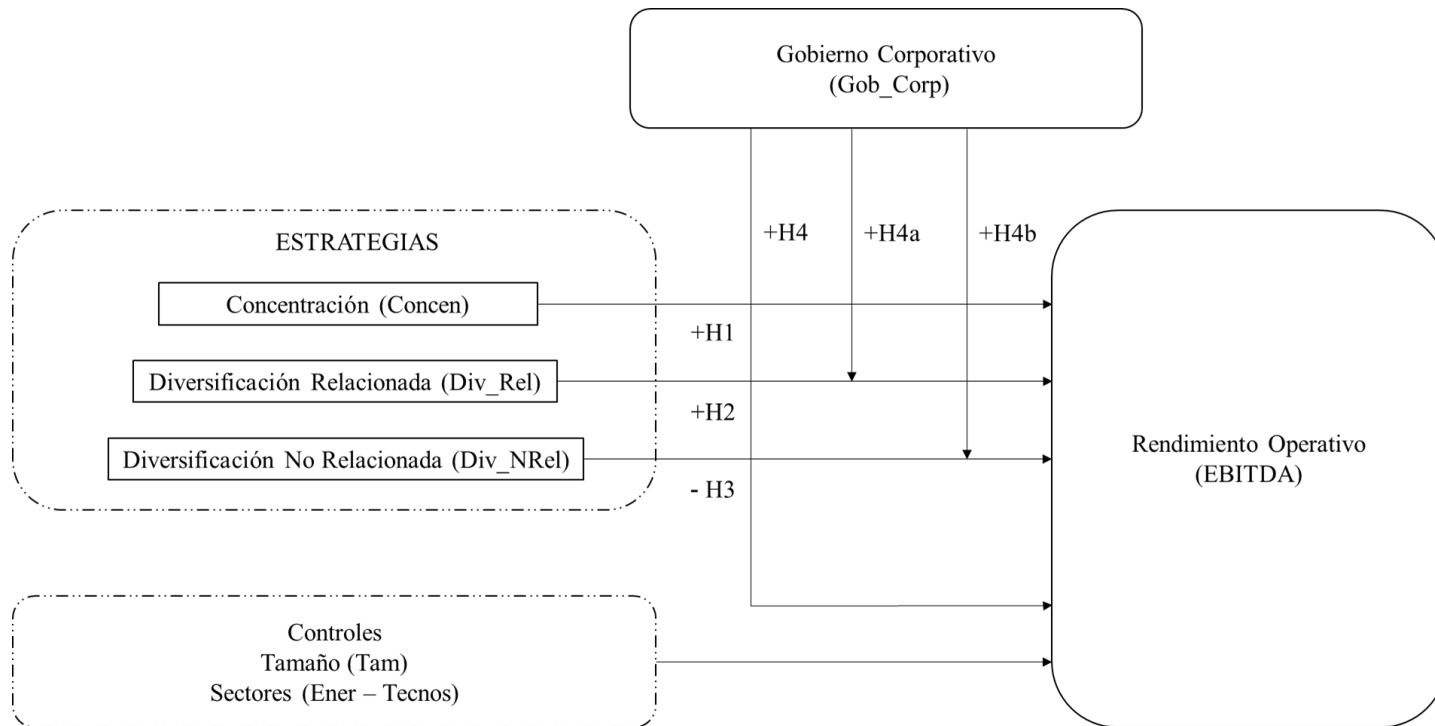 Gobierno Corporativo
(Gob_Corp)
+H4
+H4a
+H4b
ESTRATEGIAS
Concentración (Concen)
+H1
Diversificación Relacionada (Div_Rel)
+H2
Diversificación No Relacionada (Div_NRel)
- H3
Rendimiento Operativo
(EBITDA)
Controles
Tamaño (Tam)
Sectores (Ener – Tecnos)